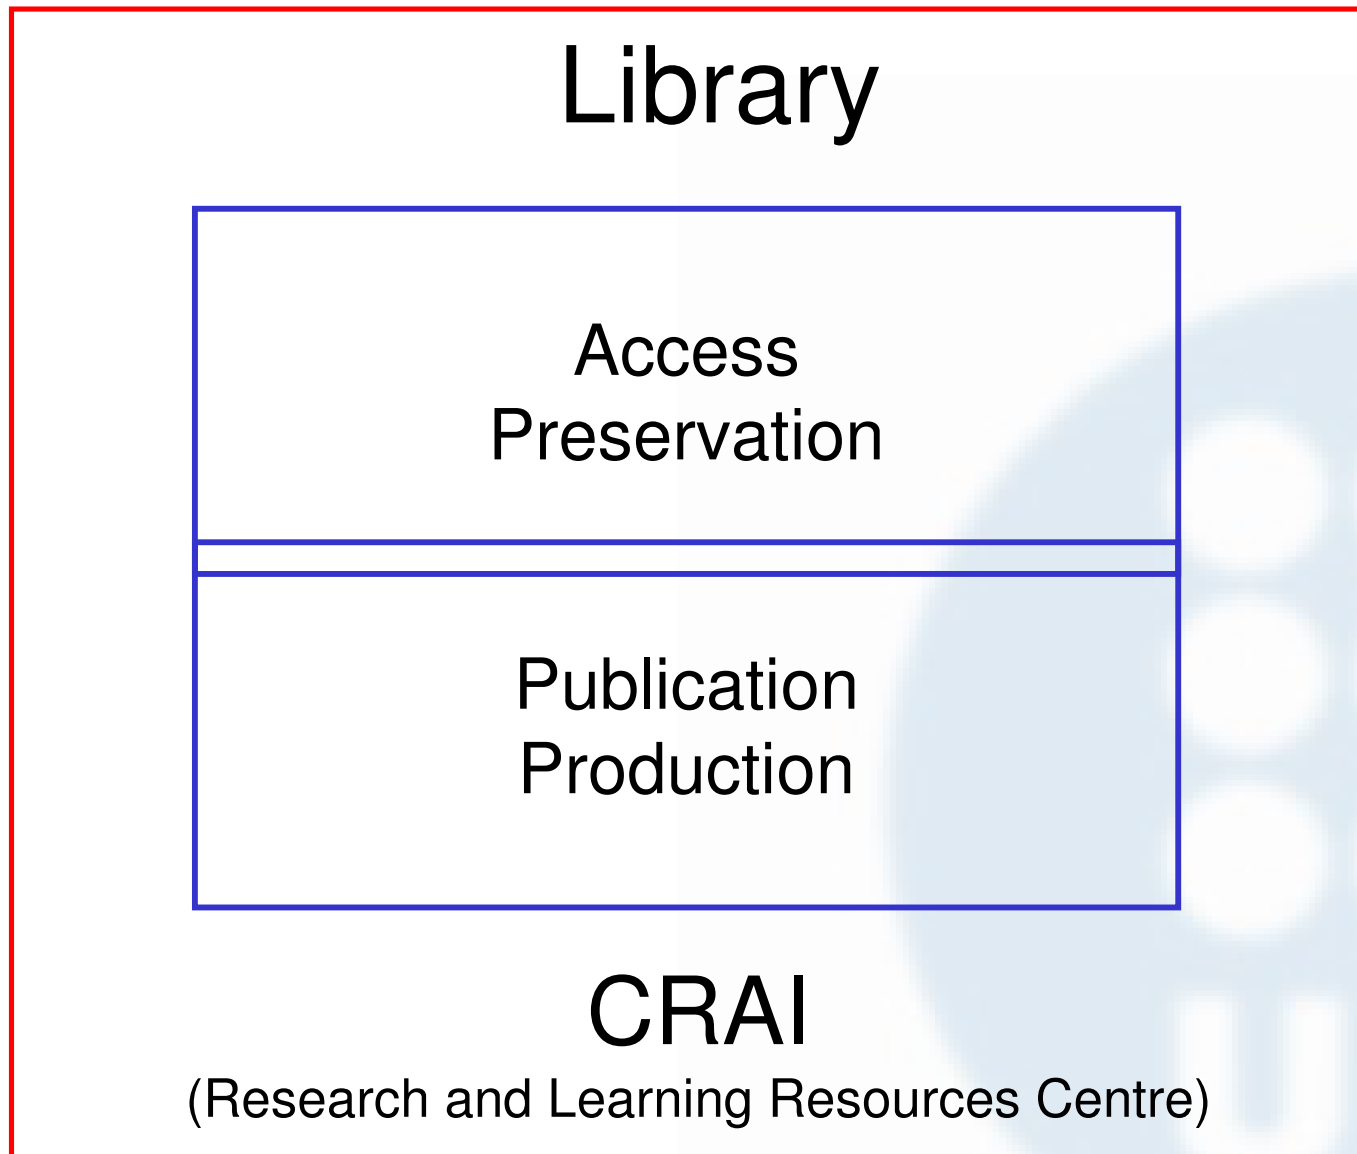 Library
Access
Preservation
Publication
Production
CRAI
(Research and Learning Resources Centre)